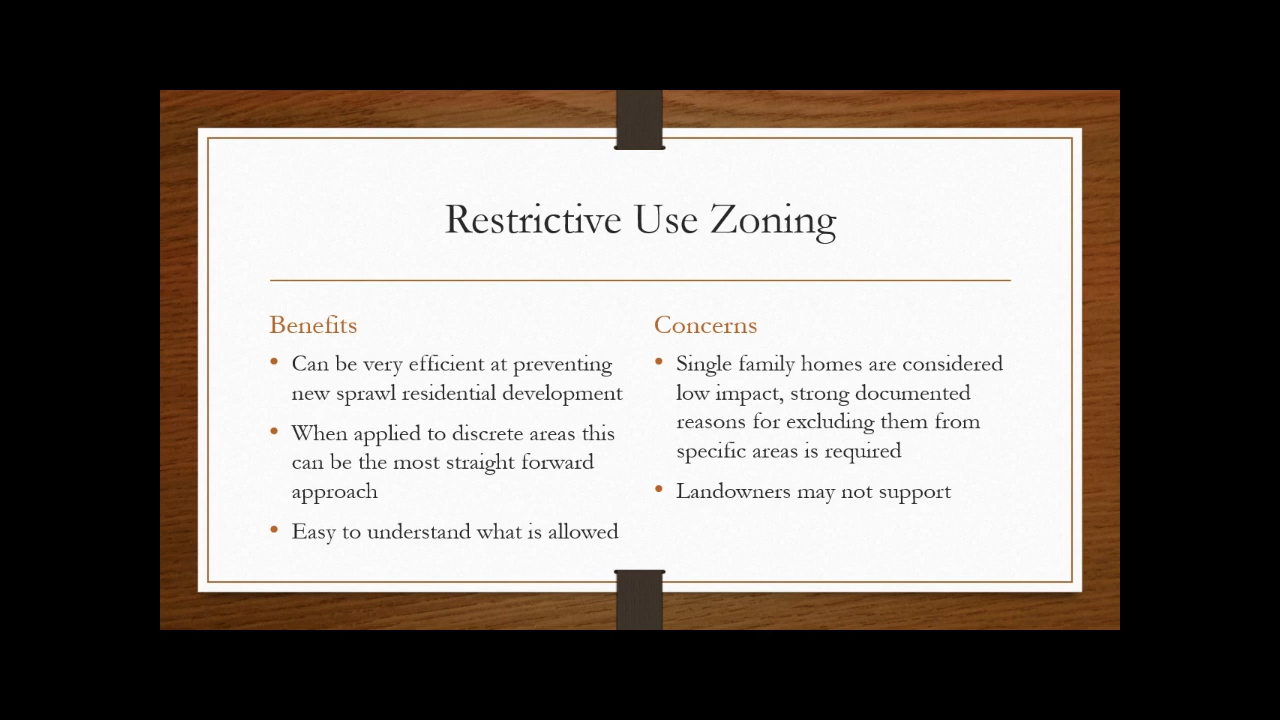 Restrictive Use Zoning
Benefits
• Can be very efficient at preventing
new sprawl residential development
• When applied to discrete areas this
can be the most straight forward
approach
• Easy to understand what is allowed
Concerns
• Single family homes are considered
low impact, strong documented
reasons for excluding them from
specific areas is required
• Landowners may not support